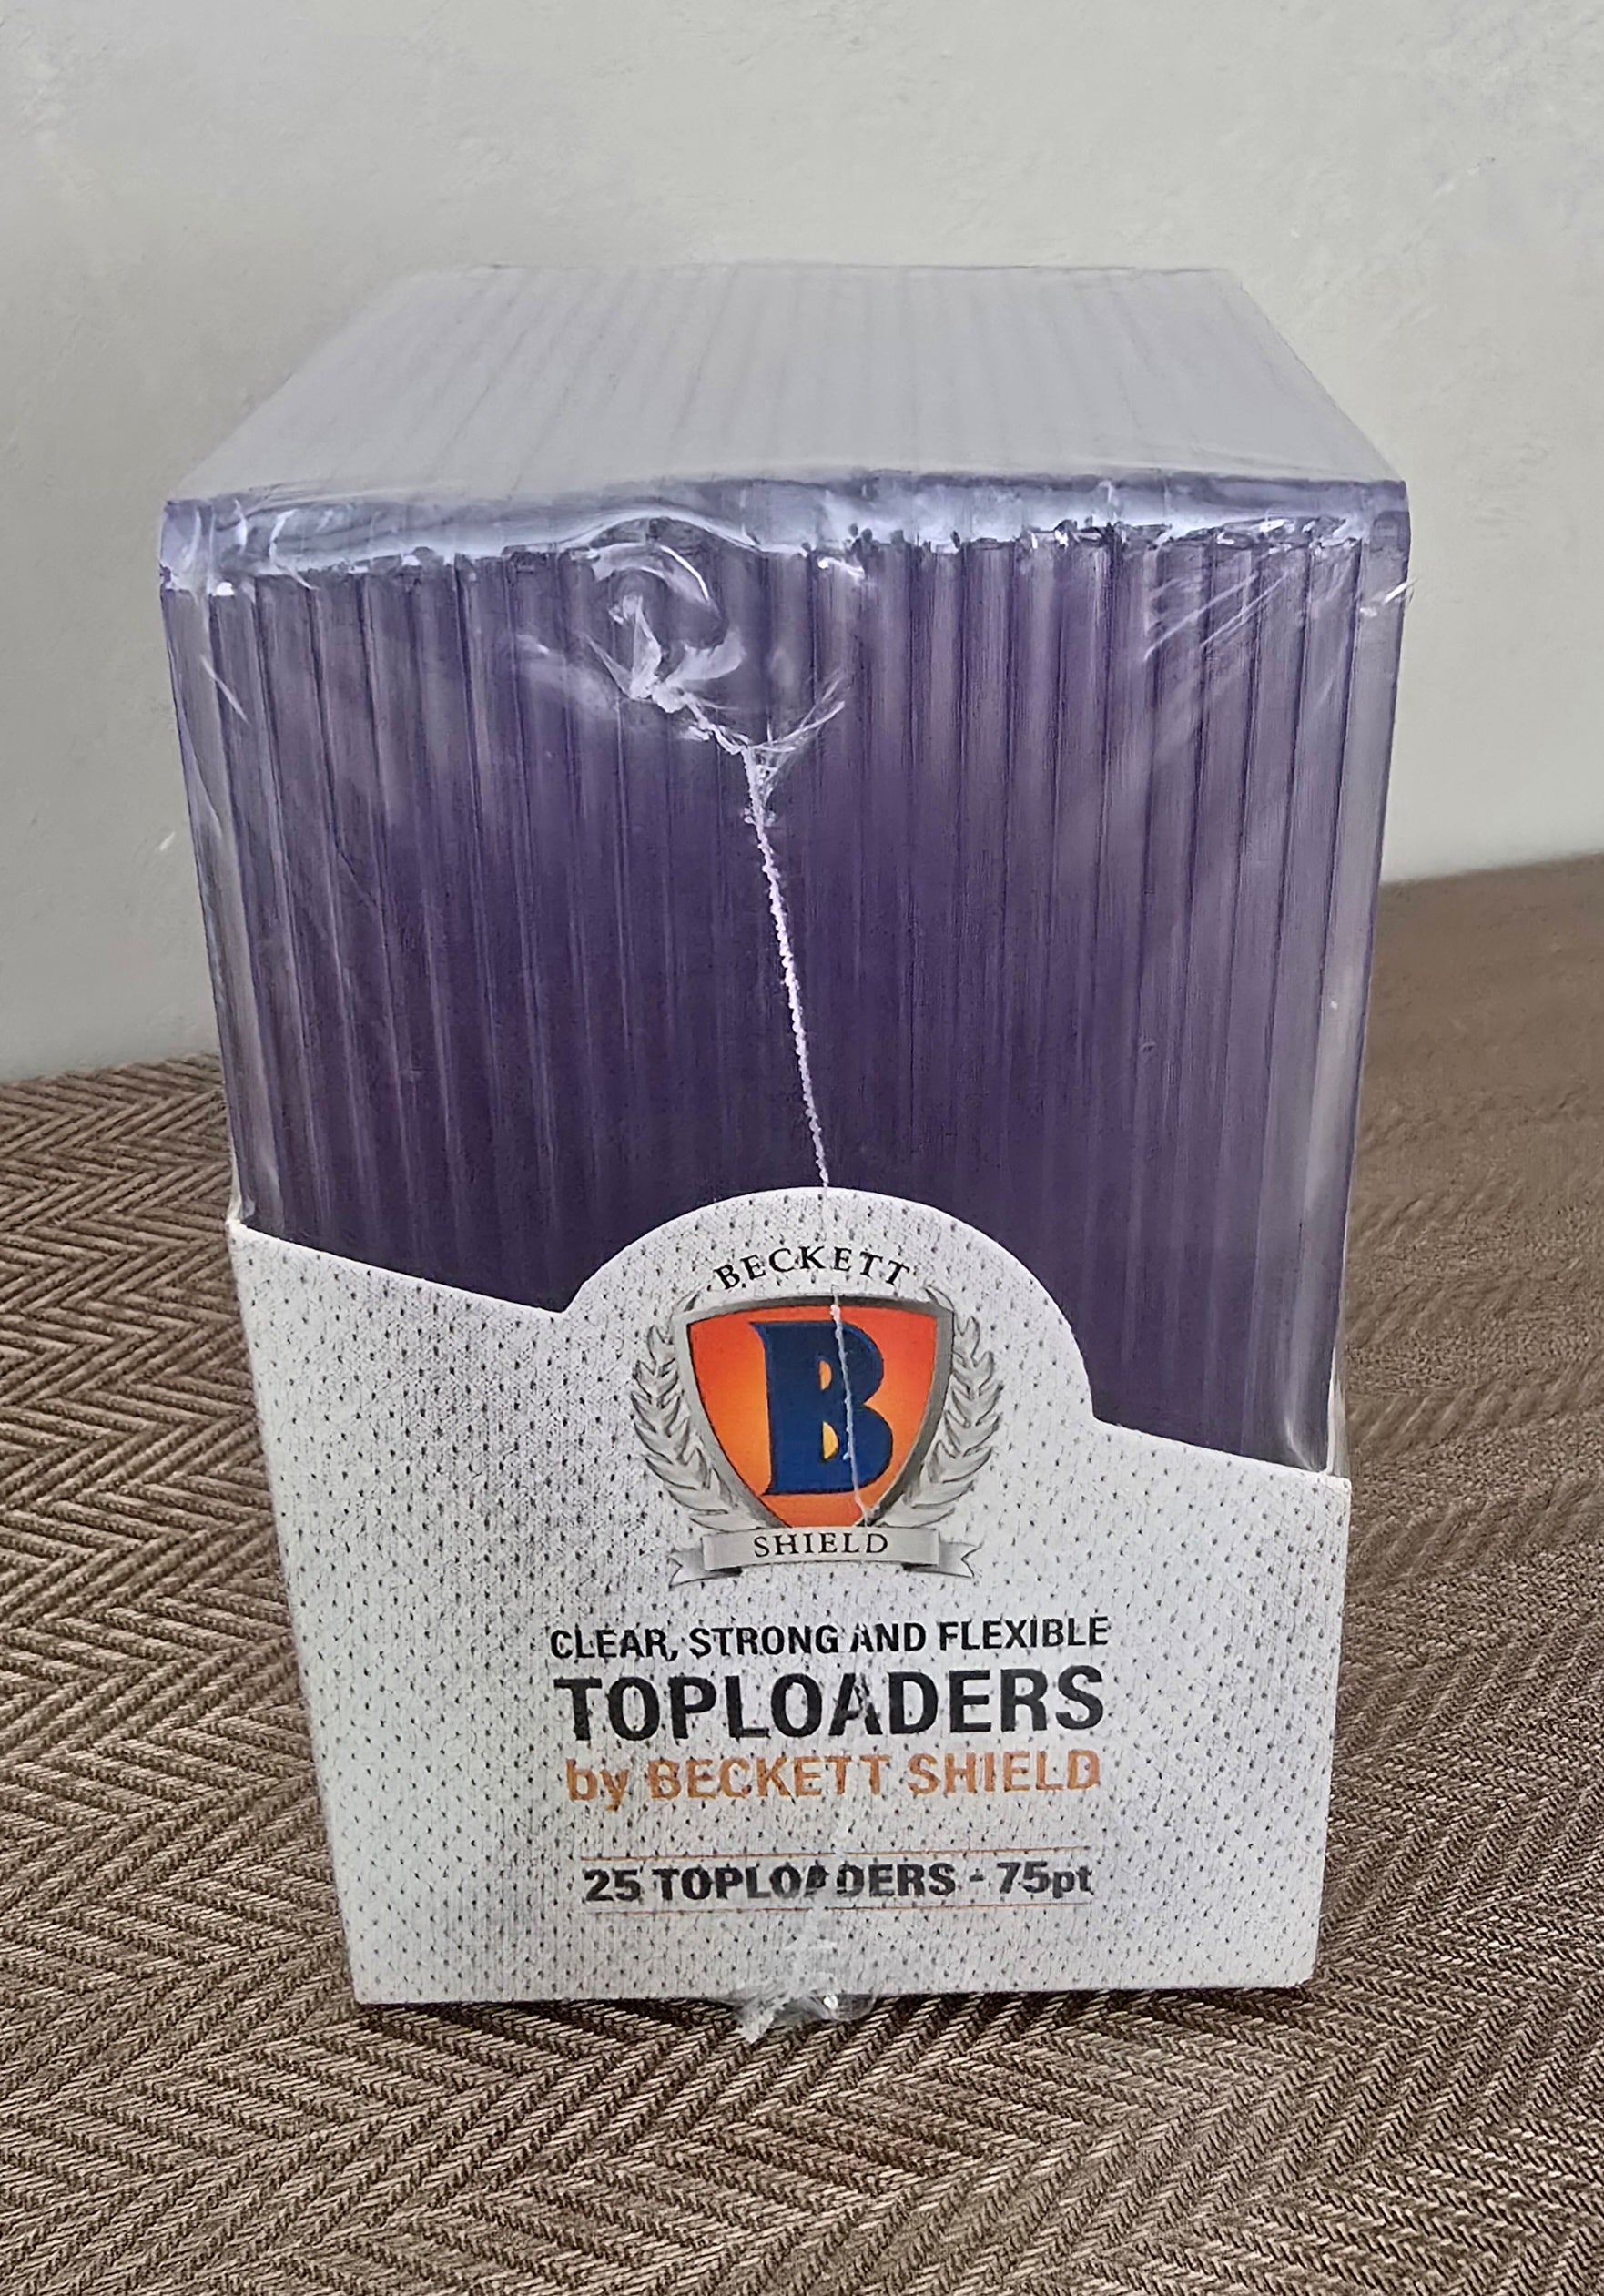 BECKETT
B
SHIELD
CLEAR, STRONG AND FLEXIBLE
TOPLOADERS
by BECKETT SHIELD
25 TOPLOADERS - 75pt